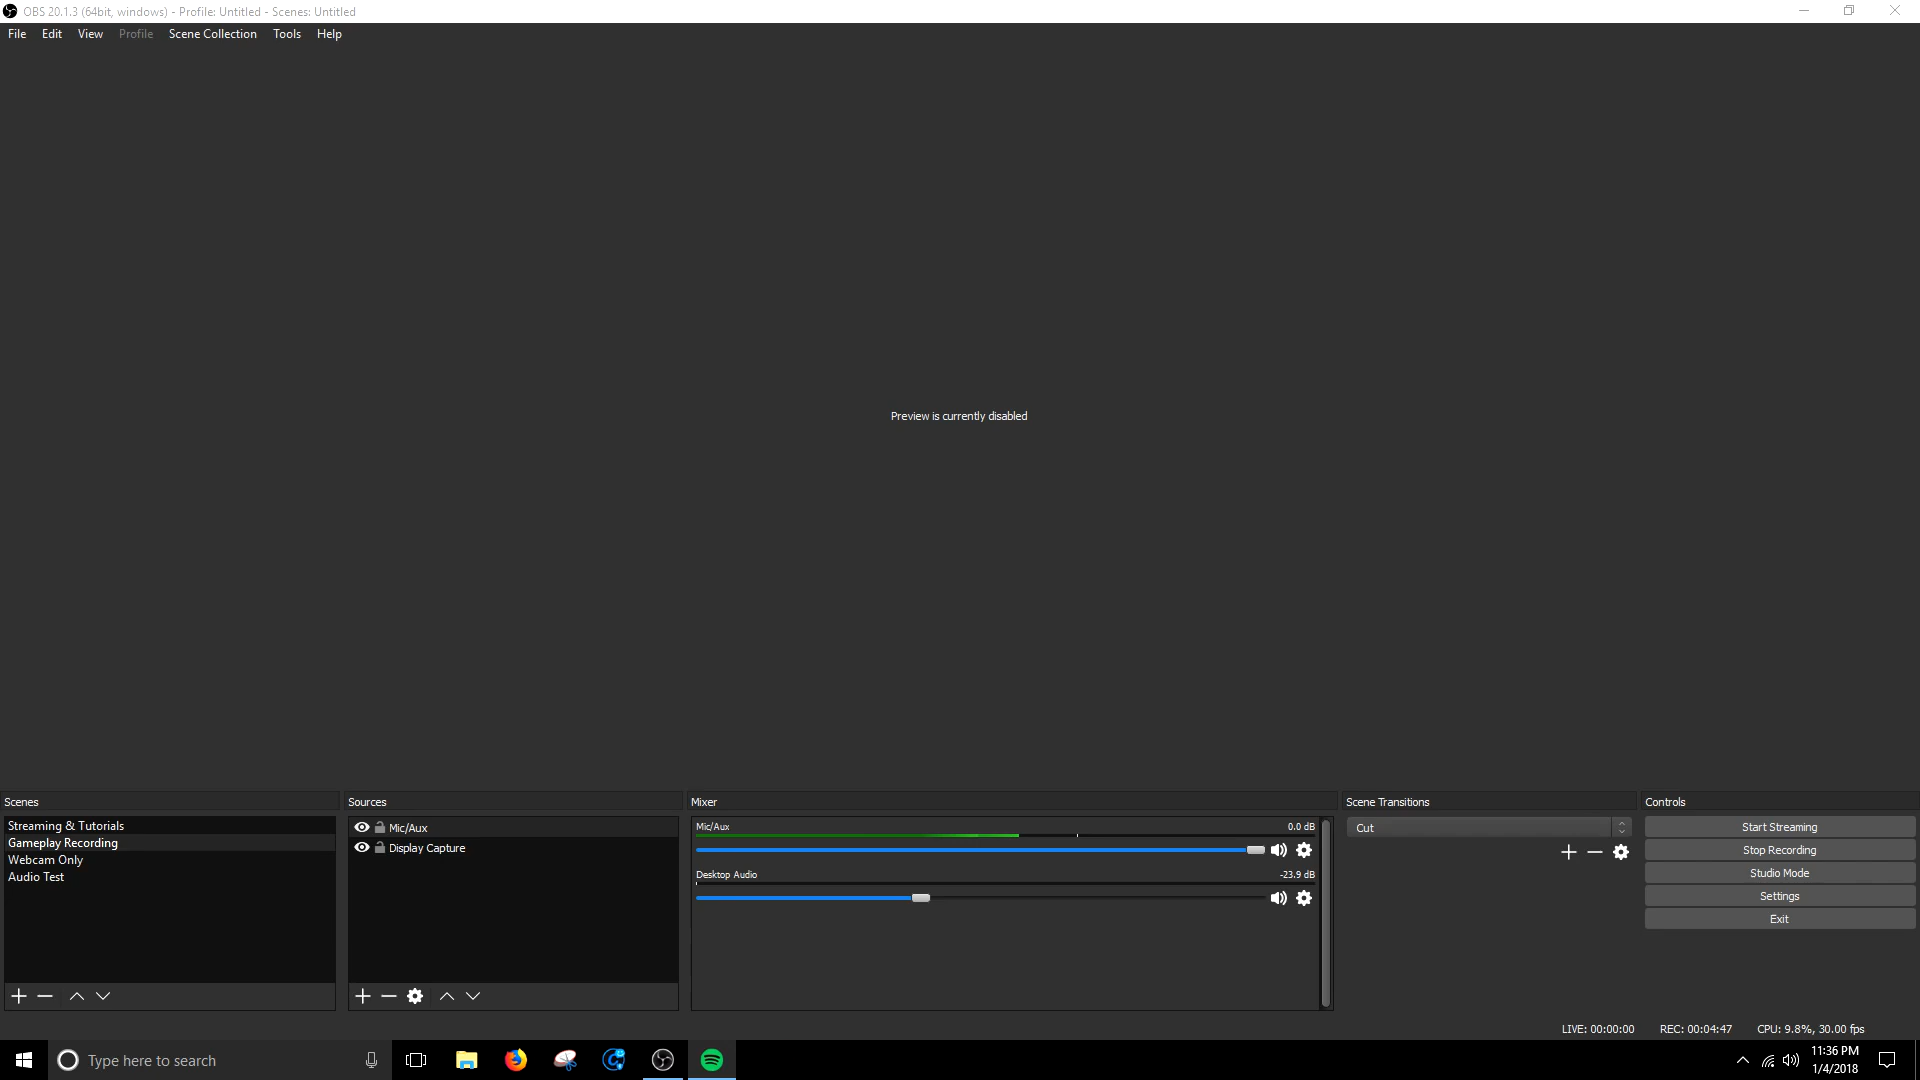 OBS 20.1.3 (64bit, windows) - Profile: Untitled - Scenes: Untitled
File Edit View Profile Scene Collection Tools Help
Preview is currently disabled
Scenes
Streaming & Tutorials
Gameplay Recording
Webcam Only
Audio Test
Sources
Mic/Aux
Display Capture
Mixer
Mic/Aux 0.0 dB
Desktop Audio -23.9 dB
Scene Transitions
Cut
Controls
Start Streaming
Stop Recording
Studio Mode
Settings
Exit
LIVE: 00:00:00 REC: 00:04:47 CPU: 9.8%, 30.00 fps
Type here to search
11:36 PM
1/4/2018